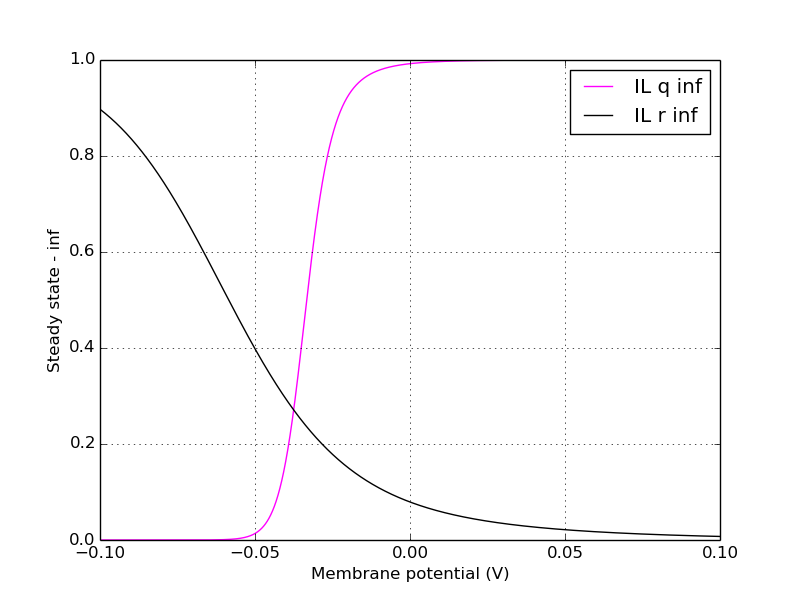 1.0
0.8
0.6
0.4
0.2
0.0
Steady state - inf
IL q inf
IL r inf
−0.10
−0.05
0.00
0.05
0.10
Membrane potential (V)